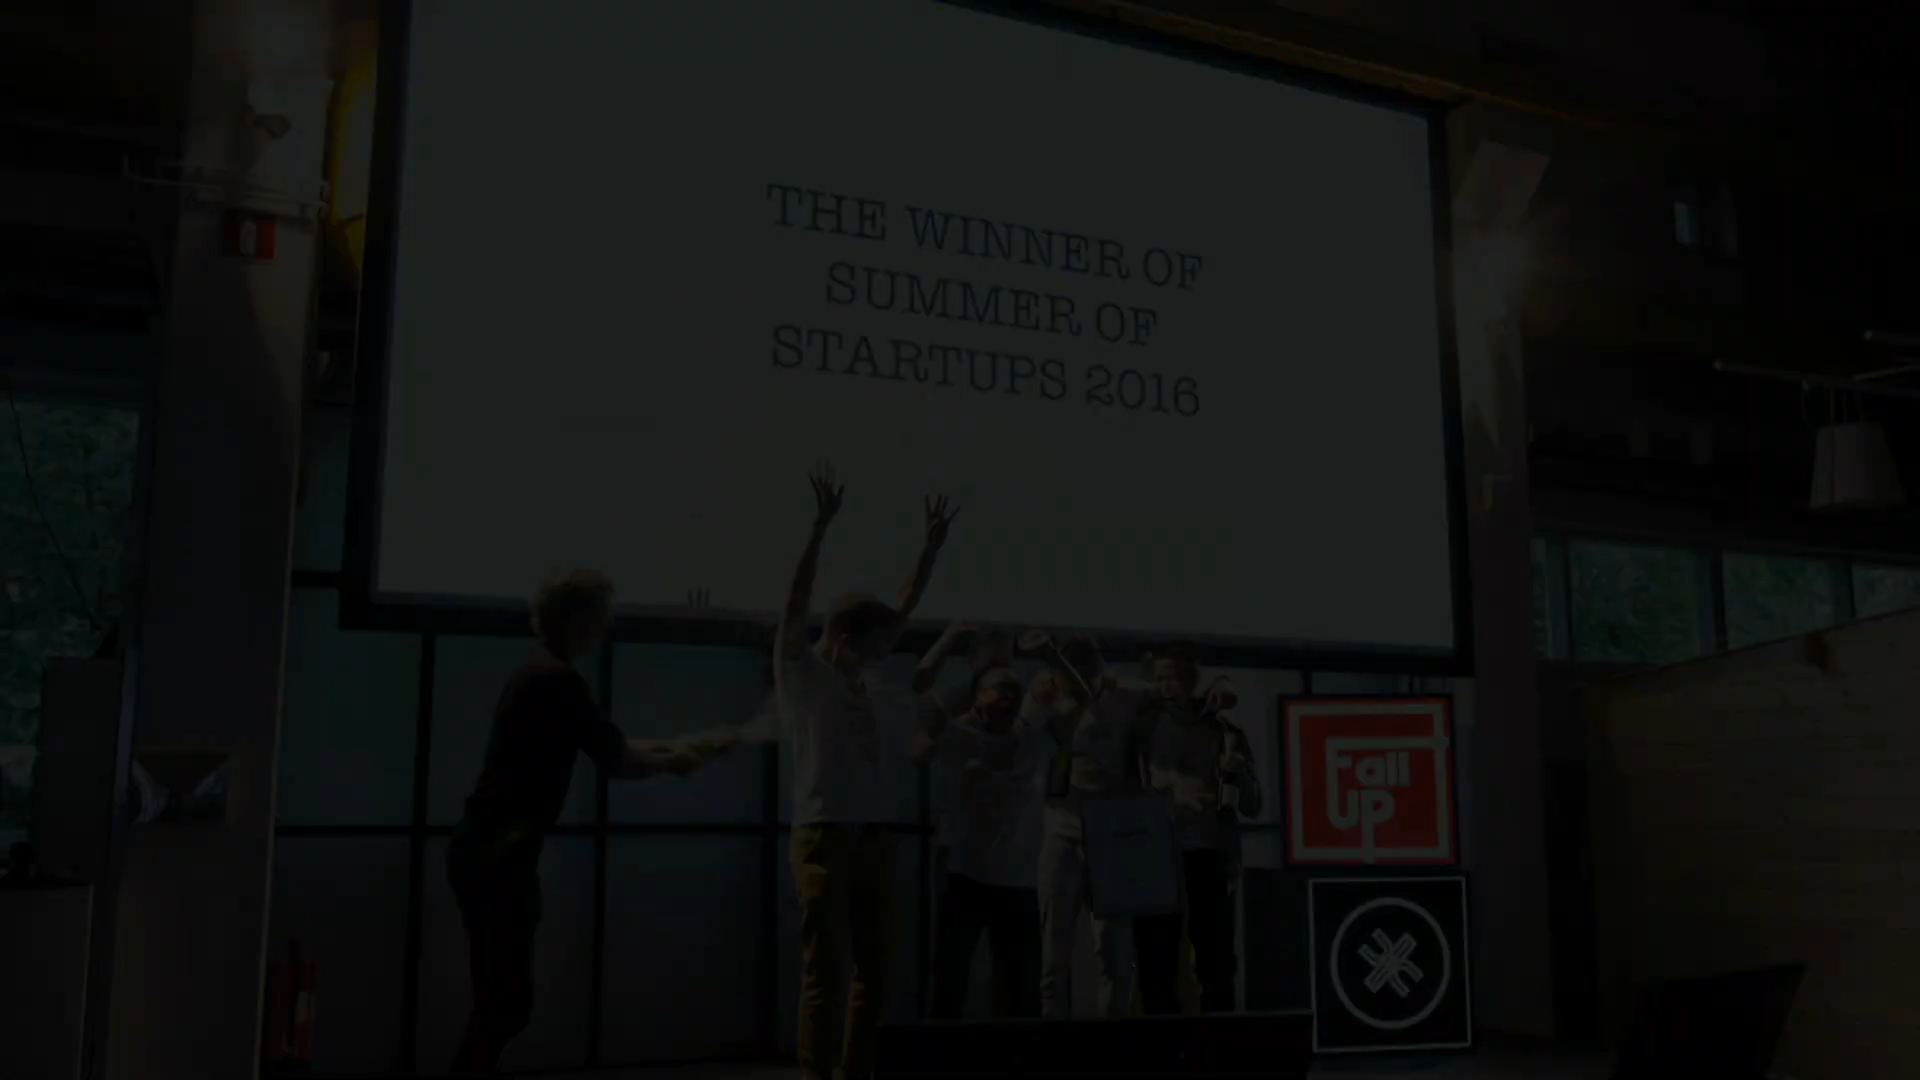 THE WINNER OF
SUMMER OF
STARTUPS 2016
Fall
UP